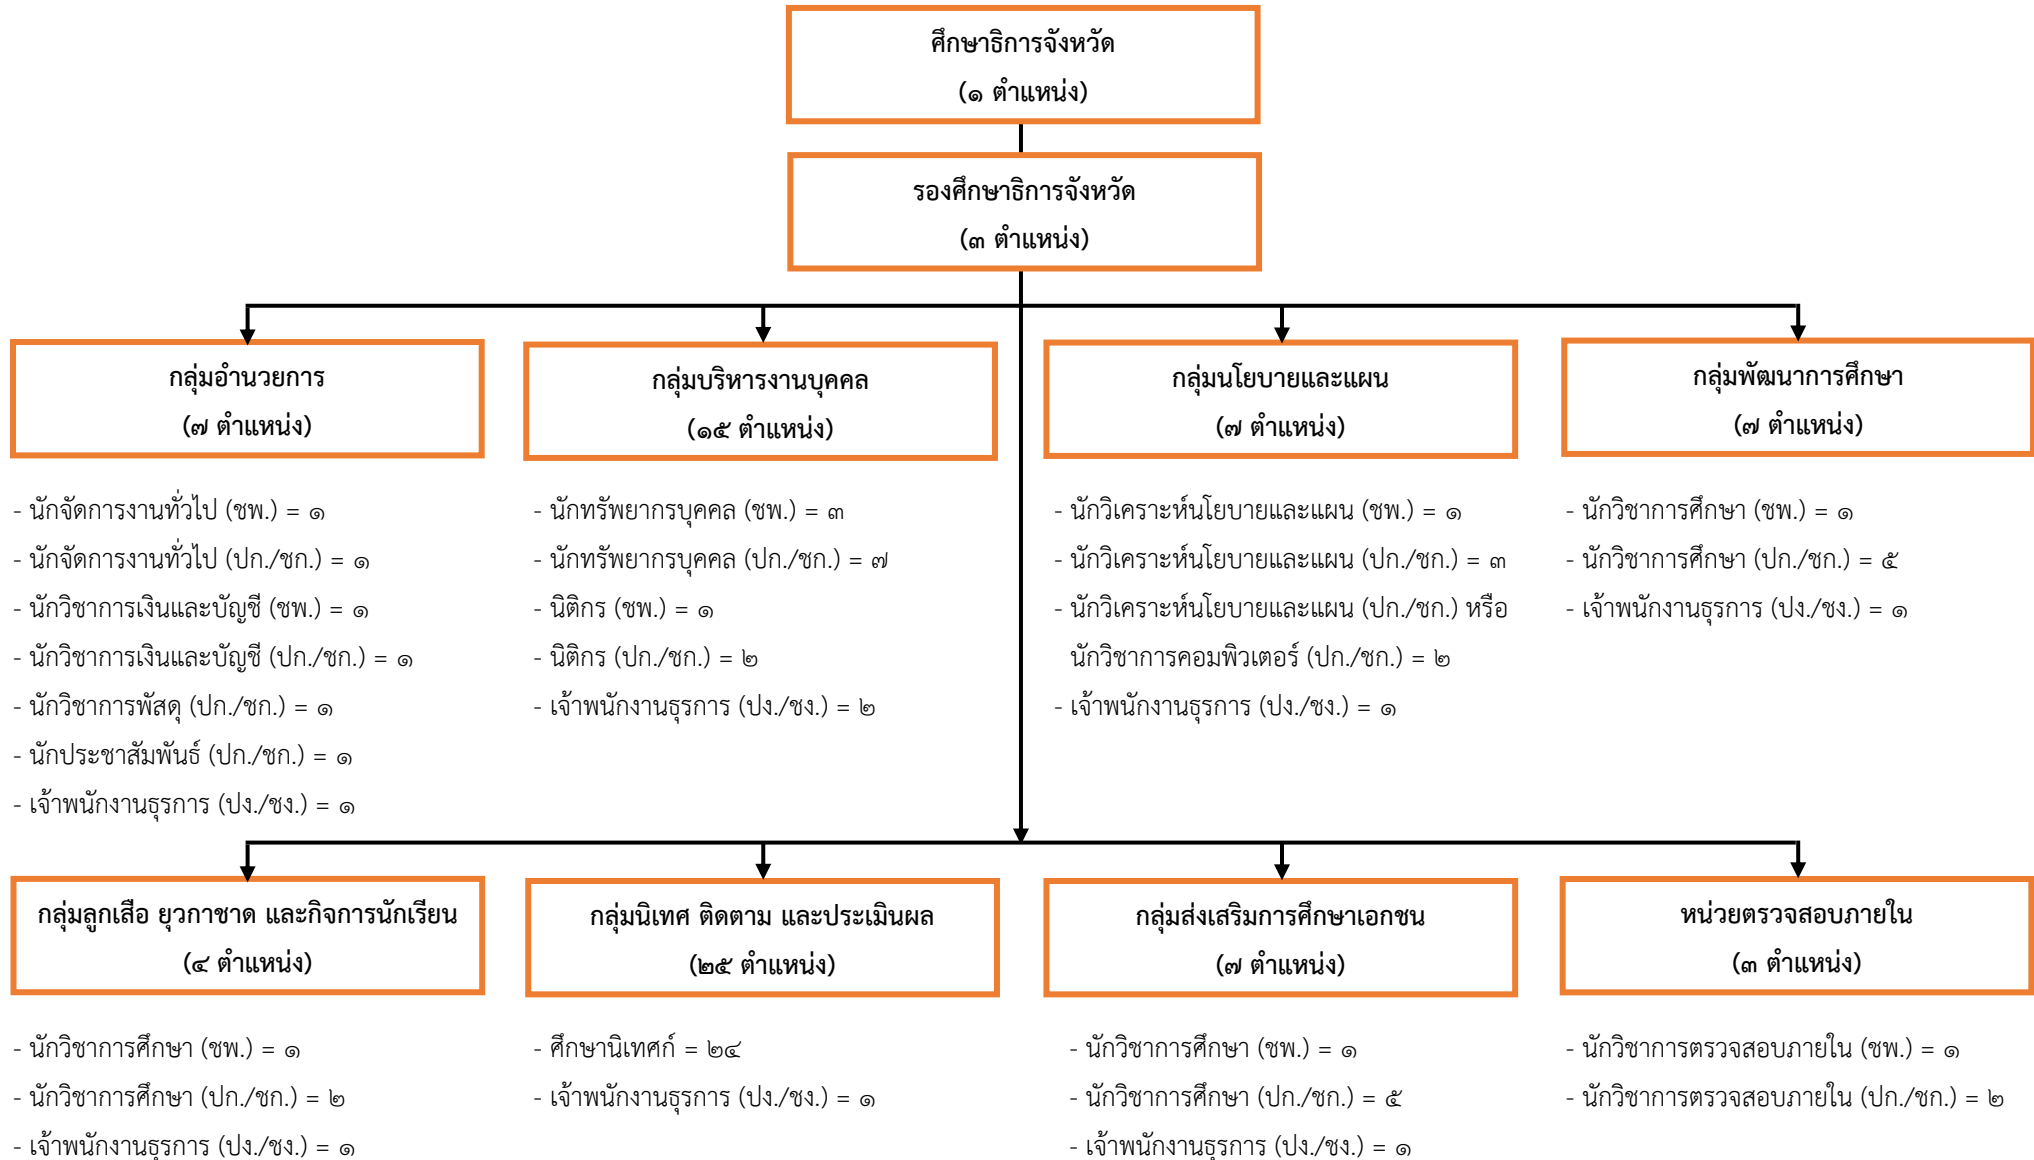 ศึกษาธิการจังหวัด
(๑ ตำแหน่ง)
รองศึกษาธิการจังหวัด
(๓ ตำแหน่ง)
กลุ่มอำนวยการ
(๗ ตำแหน่ง)
- นักจัดการงานทั่วไป (ชพ.) = ๑
- นักจัดการงานทั่วไป (ปก./ชก.) = ๑
- นักวิชาการเงินและบัญชี (ชพ.) = ๑
- นักวิชาการเงินและบัญชี (ปก./ชก.) = ๑
- นักวิชาการพัสดุ (ปก./ชก.) = ๑
- นักประชาสัมพันธ์ (ปก./ชก.) = ๑
- เจ้าพนักงานธุรการ (ปง./ชง.) = ๑
กลุ่มบริหารงานบุคคล
(๑๕ ตำแหน่ง)
- นักทรัพยากรบุคคล (ชพ.) = ๓
- นักทรัพยากรบุคคล (ปก./ชก.) = ๗
- นิติกร (ชพ.) = ๑
- นิติกร (ปก./ชก.) = ๒
- เจ้าพนักงานธุรการ (ปง./ชง.) = ๒
กลุ่มนโยบายและแผน
(๗ ตำแหน่ง)
- นักวิเคราะห์นโยบายและแผน (ชพ.) = ๑
- นักวิเคราะห์นโยบายและแผน (ปก./ชก.) = ๓
- นักวิเคราะห์นโยบายและแผน (ปก./ชก.) หรือ
นักวิชาการคอมพิวเตอร์ (ปก./ชก.) = ๒
- เจ้าพนักงานธุรการ (ปง./ชง.) = ๑
กลุ่มพัฒนาการศึกษา
(๗ ตำแหน่ง)
- นักวิชาการศึกษา (ชพ.) = ๑
- นักวิชาการศึกษา (ปก./ชก.) = ๕
- เจ้าพนักงานธุรการ (ปง./ชง.) = ๑
กลุ่มลูกเสือ ยุวกาชาด และกิจการนักเรียน
(๔ ตำแหน่ง)
- นักวิชาการศึกษา (ชพ.) = ๑
- นักวิชาการศึกษา (ปก./ชก.) = ๒
- เจ้าพนักงานธุรการ (ปง./ชง.) = ๑
กลุ่มนิเทศ ติดตาม และประเมินผล
(๒๕ ตำแหน่ง)
- ศึกษานิเทศก์ = ๒๔
- เจ้าพนักงานธุรการ (ปง./ชง.) = ๑
กลุ่มส่งเสริมการศึกษาเอกชน
(๗ ตำแหน่ง)
- นักวิชาการศึกษา (ชพ.) = ๑
- นักวิชาการศึกษา (ปก./ชก.) = ๕
- เจ้าพนักงานธุรการ (ปง./ชง.) = ๑
หน่วยตรวจสอบภายใน
(๓ ตำแหน่ง)
- นักวิชาการตรวจสอบภายใน (ชพ.) = ๑
- นักวิชาการตรวจสอบภายใน (ปก./ชก.) = ๒